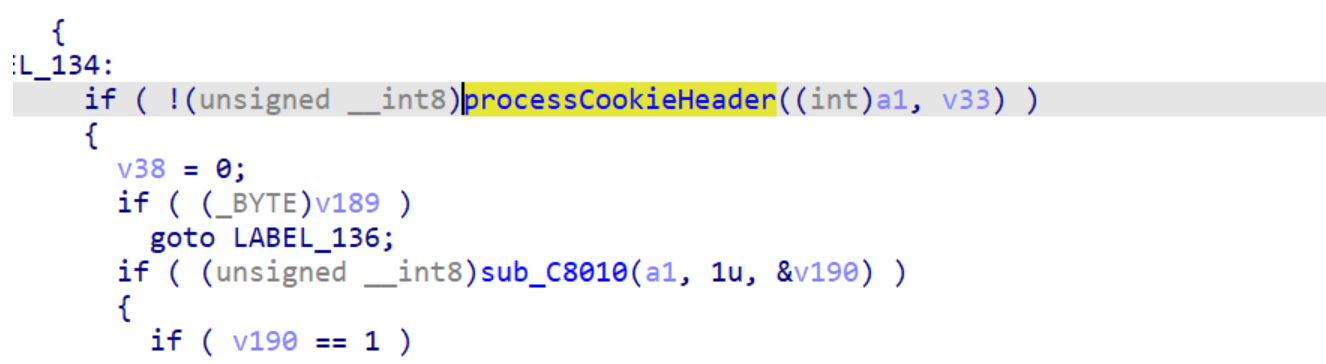 {
:L_134:
if ( !(unsigned __int8)processCookieHeader((int)a1, v33) )
{
v38 = 0;
if ( (_BYTE)v189 )
goto LABEL_136;
if ( (unsigned __int8)sub_C8010(a1, 1u, &v190) )
{
if ( v190 == 1 )